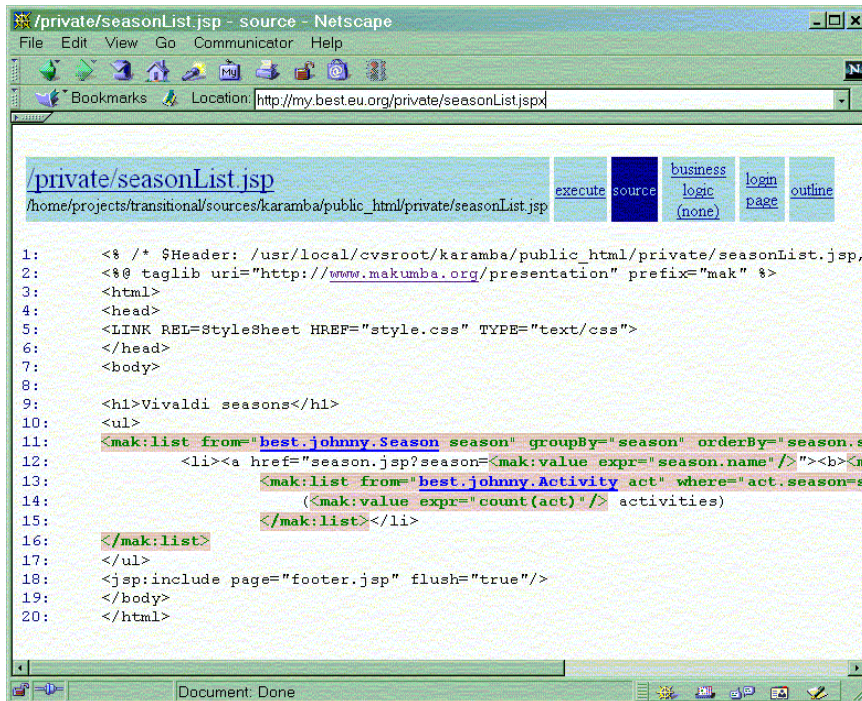 /private/seasonList.jsp - source - Netscape
File Edit View Go Communicator Help
My
N
Bookmarks Location: http://my.best.eu.org/private/seasonList.jspx
/private/seasonList.jsp
/home/projects/transitional/sources/karamba/public_html/private/seasonList.jsp
execute
source
business
logic
(none)
login
page
outline
1: <% /* $Header: /usr/local/cvsroot/karamba/public_html/private/seasonList.jsp,
2: <%@ taglib uri="http://www.makumba.org/presentation" prefix="mak" %>
3: <html>
4: <head>
5: <LINK REL=StyleSheet HREF="style.css" TYPE="text/css">
6: </head>
7: <body>
8:
9: <h1>Vivaldi seasons</h1>
10: <ul>
11: <mak:list from="best.johnny.Season season" groupBy="season" orderBy="season.s
12: <li><a href="season.jsp?season=<mak:value expr="season.name"/>"><b><m
13: <mak:list from="best.johnny.Activity act" where="act.season=s
14: (<mak:value expr="count(act)"/> activities)
15: </mak:list></li>
16: </mak:list>
17: </ul>
18: <jsp:include page="footer.jsp" flush="true"/>
19: </body>
20: </html>
Document: Done